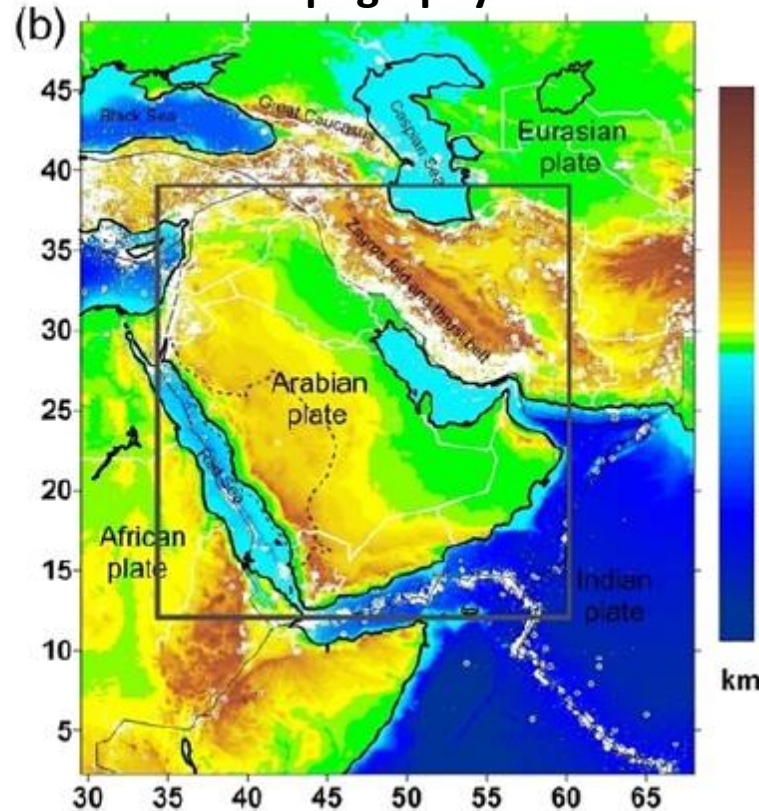 (b)
45
40
35
30
25
20
15
10
5
30 35 40 45 50 55 60 65
Black Sea
Great Caucasus
Caspian Sea
Eurasian
plate
Zagros fold and thrust belt
Arabian
plate
Red Sea
African
plate
Indian
plate
km